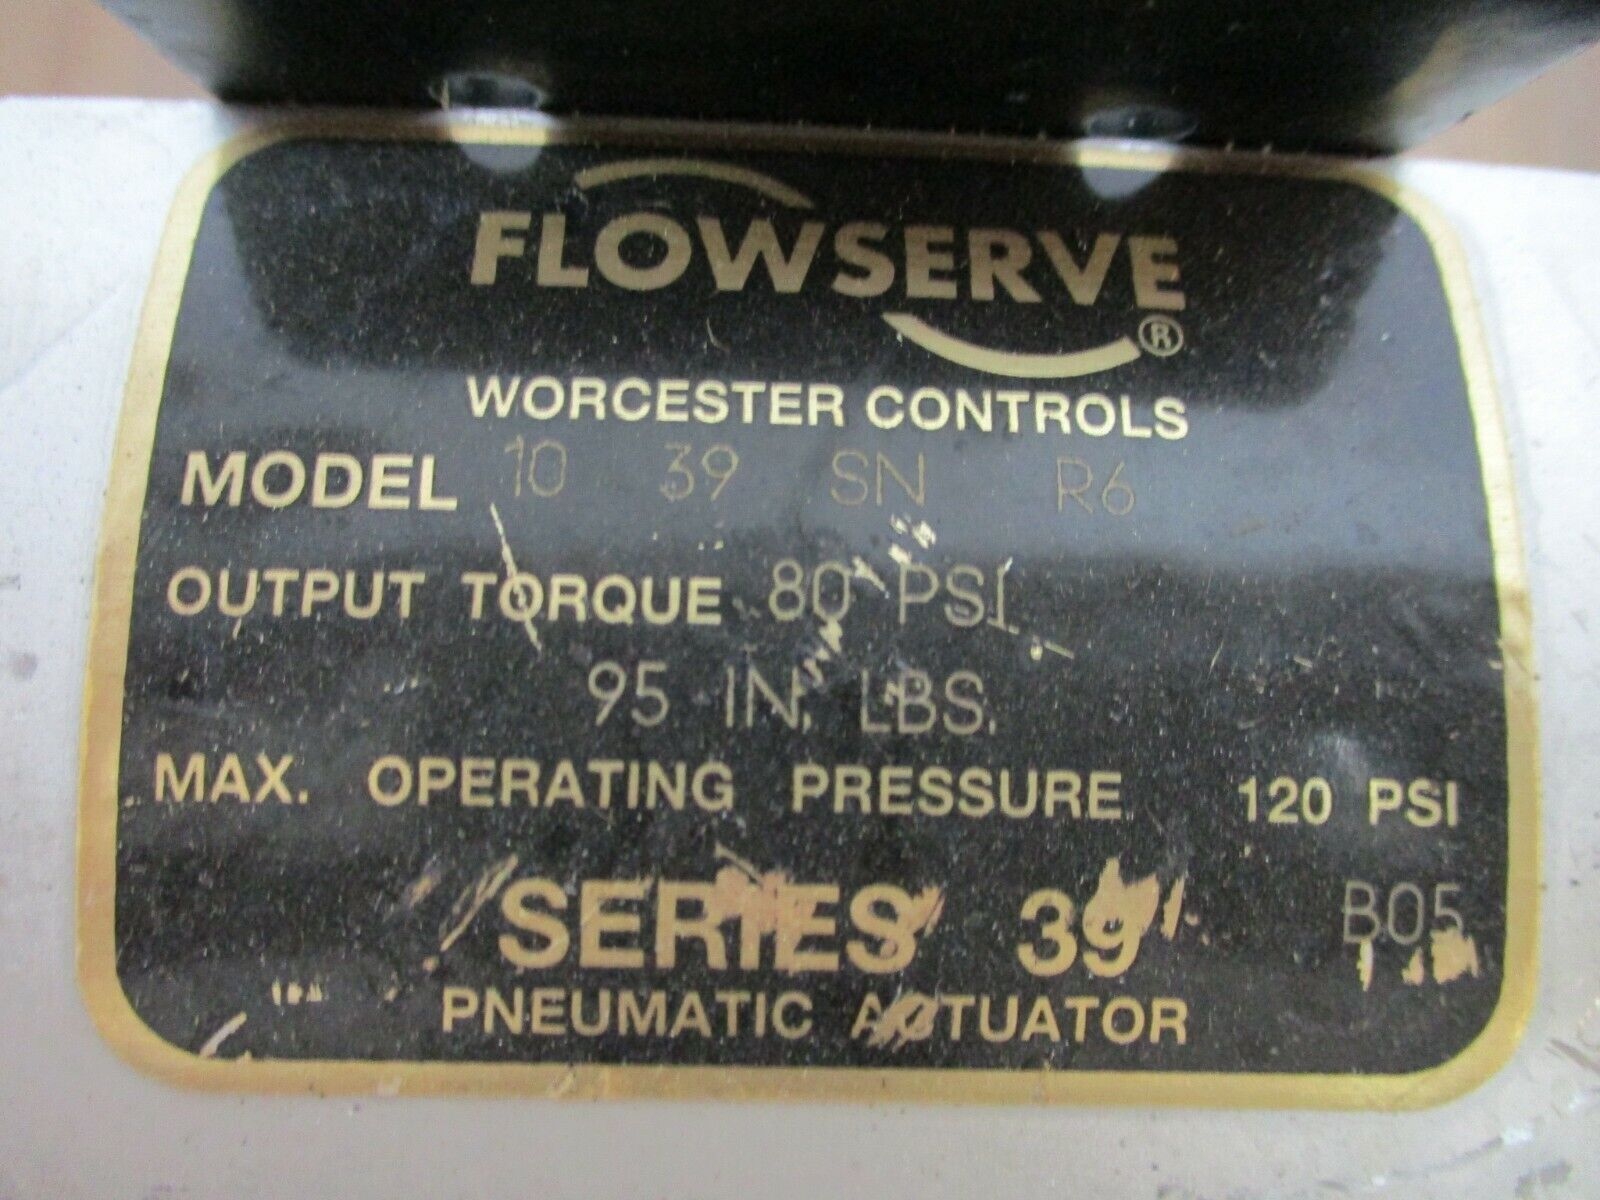 FLOWSERVE ®
WORCESTER CONTROLS
MODEL 10 39 SN R6
OUTPUT TORQUE 80 PSI
95 IN. LBS.
MAX. OPERATING PRESSURE 120 PSI
SERIES 39 B05
PNEUMATIC ACTUATOR